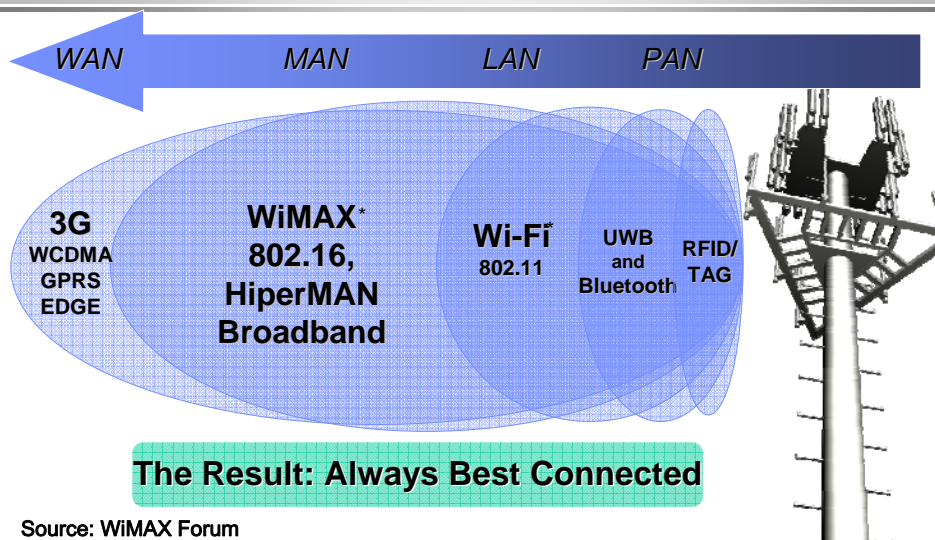 WAN MAN LAN PAN
3G
WCDMA
GPRS
EDGE
WiMAX*
802.16,
HiperMAN
Broadband
Wi-Fi*
802.11
UWB
and
Bluetooth
RFID/
TAG
The Result: Always Best Connected
Source: WiMAX Forum